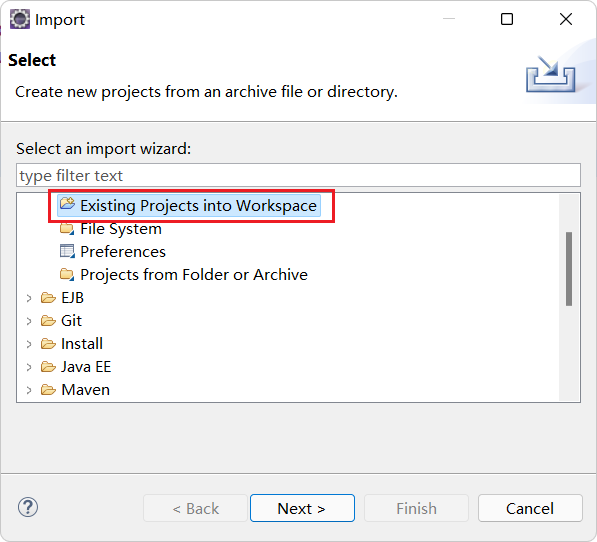 Import
Select
Create new projects from an archive file or directory.
Select an import wizard:
type filter text
Existing Projects into Workspace
File System
Preferences
Projects from Folder or Archive
EJB
Git
Install
Java EE
Maven
? < Back Next > Finish Cancel